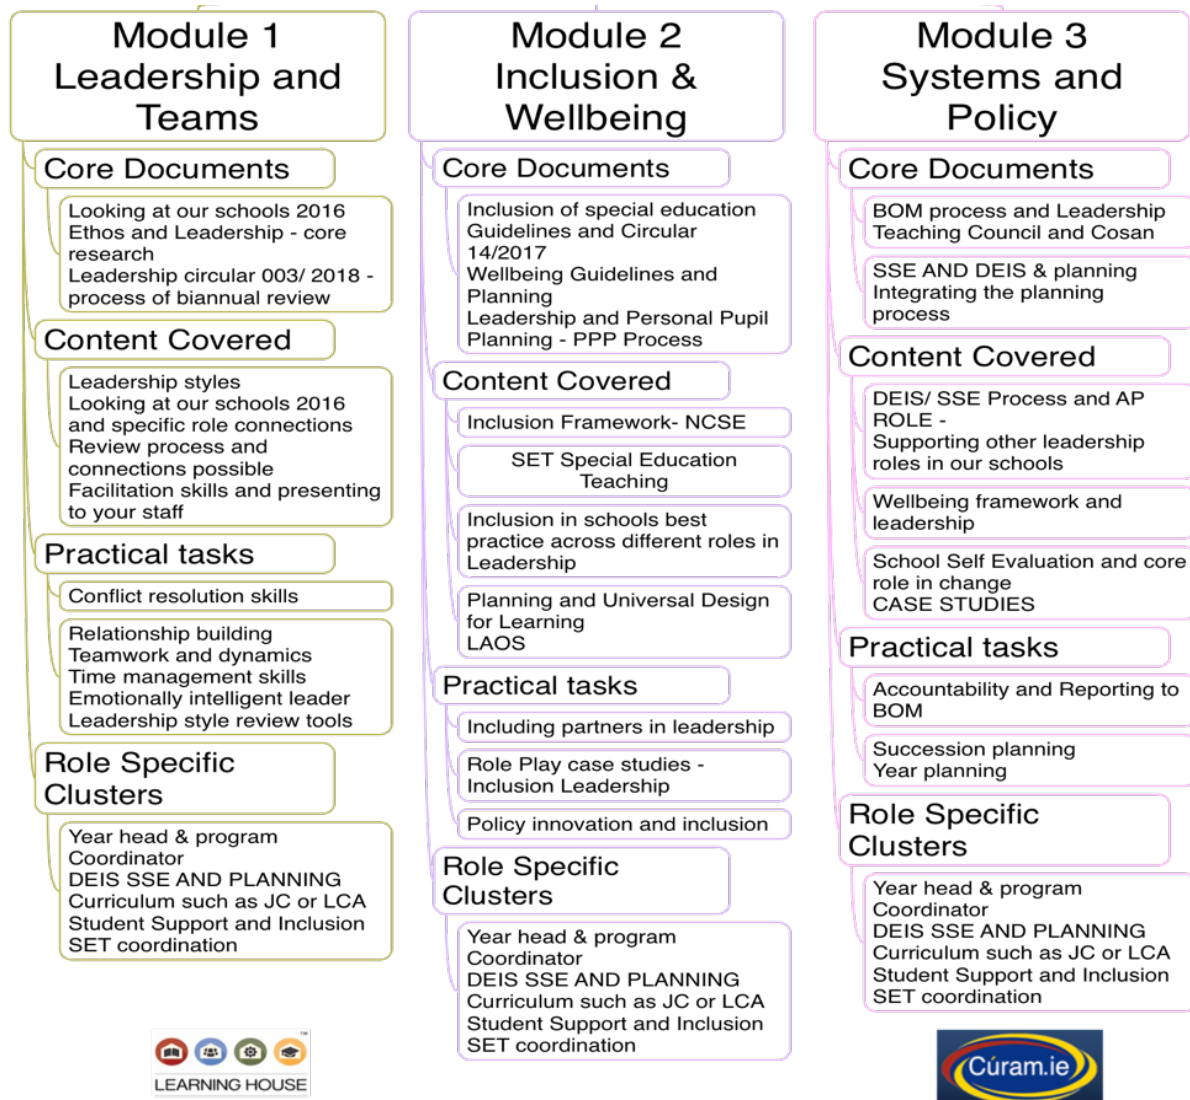 Module 1
Leadership and
Teams
Core Documents
Looking at our schools 2016
Ethos and Leadership - core
research
Leadership circular 003/ 2018 -
process of biannual review
Content Covered
Leadership styles
Looking at our schools 2016
and specific role connections
Review process and
connections possible
Facilitation skills and presenting
to your staff
Practical tasks
Conflict resolution skills
Relationship building
Teamwork and dynamics
Time management skills
Emotionally intelligent leader
Leadership style review tools
Role Specific
Clusters
Year head & program
Coordinator
DEIS SSE AND PLANNING
Curriculum such as JC or LCA
Student Support and Inclusion
SET coordination
Module 2
Inclusion &
Wellbeing
Core Documents
Inclusion of special education
Guidelines and Circular
14/2017
Wellbeing Guidelines and
Planning
Leadership and Personal Pupil
Planning - PPP Process
Content Covered
Inclusion Framework- NCSE
SET Special Education
Teaching
Inclusion in schools best
practice across different roles in
Leadership
Planning and Universal Design
for Learning
LAOS
Practical tasks
Including partners in leadership
Role Play case studies -
Inclusion Leadership
Policy innovation and inclusion
Role Specific
Clusters
Year head & program
Coordinator
DEIS SSE AND PLANNING
Curriculum such as JC or LCA
Student Support and Inclusion
SET coordination
Module 3
Systems and
Policy
Core Documents
BOM process and Leadership
Teaching Council and Cosan
SSE AND DEIS & planning
Integrating the planning
process
Content Covered
DEIS/ SSE Process and AP
ROLE -
Supporting other leadership
roles in our schools
Wellbeing framework and
leadership
School Self Evaluation and core
role in change
CASE STUDIES
Practical tasks
Accountability and Reporting to
BOM
Succession planning
Year planning
Role Specific
Clusters
Year head & program
Coordinator
DEIS SSE AND PLANNING
Curriculum such as JC or LCA
Student Support and Inclusion
SET coordination
LEARNING HOUSE
™
Cúram.ie